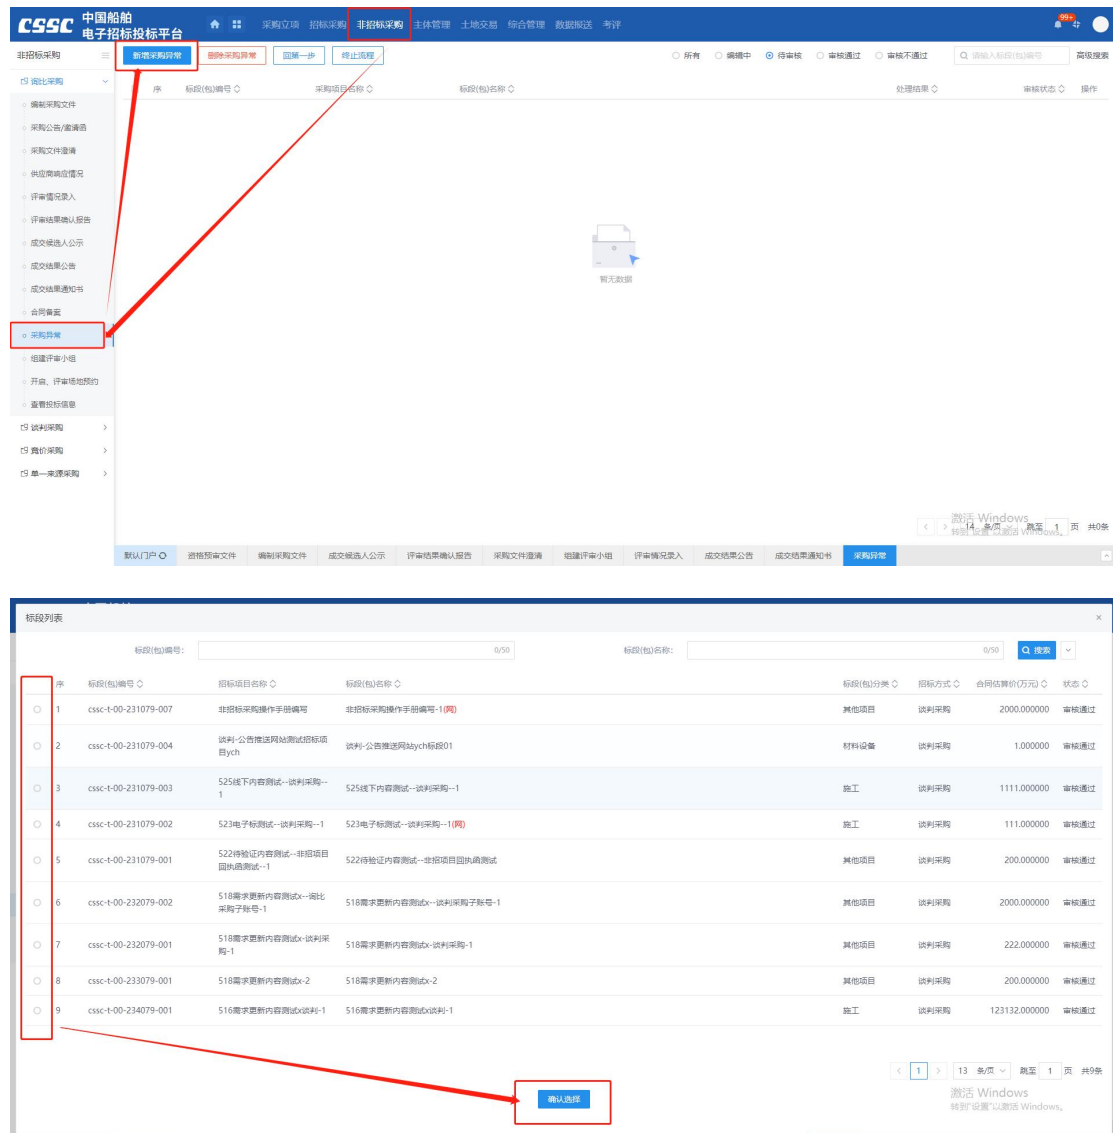 CSSC 中国船舶
电子招标投标平台
采购立项 招标采购 非招标采购 主体管理 土地交易 综合管理 数据报送 考评
99+
非招标采购
新增采购异常 删除采购异常 回第一步 终止流程 所有 编辑中 待审核 审核通过 审核不通过 请输入标段(包)编号 高级搜索
询比采购
序 标段(包)编号 采购项目名称 标段(包)名称 处理结果 审核状态 操作
编制采购文件
采购公告/邀请函
采购文件澄清
供应商响应情况
评审情况录入
评审结果确认报告
成交候选人公示
成交结果公告
成交结果通知书
合同备案
采购异常
组建评审小组
开启、评审场地预约
查看投标信息
谈判采购
竞价采购
单一来源采购
暂无数据
激活 Windows
转到"设置"以激活 Windows。
14 条/页 跳至 1 页 共0条
默认门户 资格预审文件 编制采购文件 成交候选人公示 评审结果确认报告 采购文件澄清 组建评审小组 评审情况录入 成交结果公告 成交结果通知书 采购异常
标段列表 ×
标段(包)编号: 0/50 标段(包)名称: 0/50 搜索
序 标段(包)编号 招标项目名称 标段(包)名称 标段(包)分类 招标方式 合同估算价(万元) 状态
1 cssc-t-00-231079-007 非招标采购操作手册编写 非招标采购操作手册编写-1(网) 其他项目 谈判采购 2000.000000 审核通过
2 cssc-t-00-231079-004 谈判-公告推送网站测试招标项目ych 谈判-公告推送网站ych标段01 材料设备 谈判采购 1.000000 审核通过
3 cssc-t-00-231079-003 525线下内容测试--谈判采购--1 525线下内容测试--谈判采购--1 施工 谈判采购 1111.000000 审核通过
4 cssc-t-00-231079-002 523电子标测试--谈判采购--1 523电子标测试--谈判采购--1(网) 施工 谈判采购 111.000000 审核通过
5 cssc-t-00-231079-001 522待验证内容测试--非招项目回执函测试--1 522待验证内容测试--非招项目回执函测试 其他项目 谈判采购 200.000000 审核通过
6 cssc-t-00-232079-002 518需求更新内容测试x--询比采购子账号-1 518需求更新内容测试x--谈判采购子账号-1 其他项目 谈判采购 2000.000000 审核通过
7 cssc-t-00-232079-001 518需求更新内容测试x-谈判采购-1 518需求更新内容测试x-谈判采购-1 其他项目 谈判采购 222.000000 审核通过
8 cssc-t-00-233079-001 518需求更新内容测试x-2 518需求更新内容测试x-2 其他项目 谈判采购 200.000000 审核通过
9 cssc-t-00-234079-001 516需求更新内容测试x谈判-1 516需求更新内容测试x谈判-1 施工 谈判采购 123132.000000 审核通过
1 13 条/页 跳至 1 页 共9条
确认选择
激活 Windows
转到"设置"以激活 Windows。